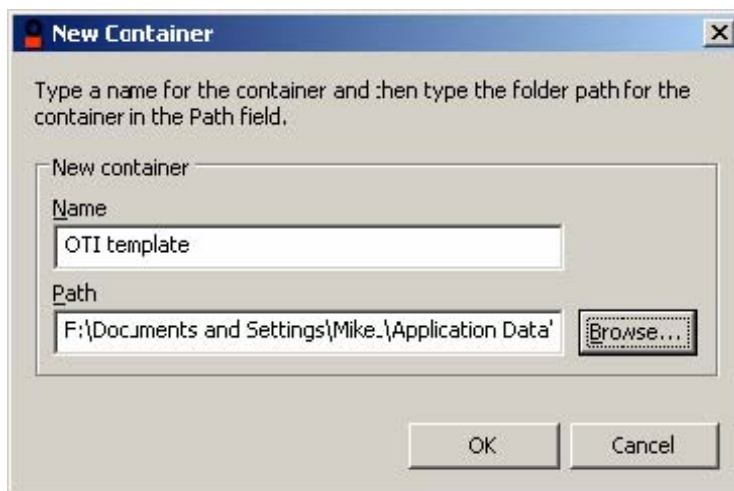 New Container
Type a name for the container and then type the folder path for the
container in the Path field.
New container
Name
OTI template
Path
F:\Documents and Settings\Mike_\Application Data\
Browse...
OK
Cancel